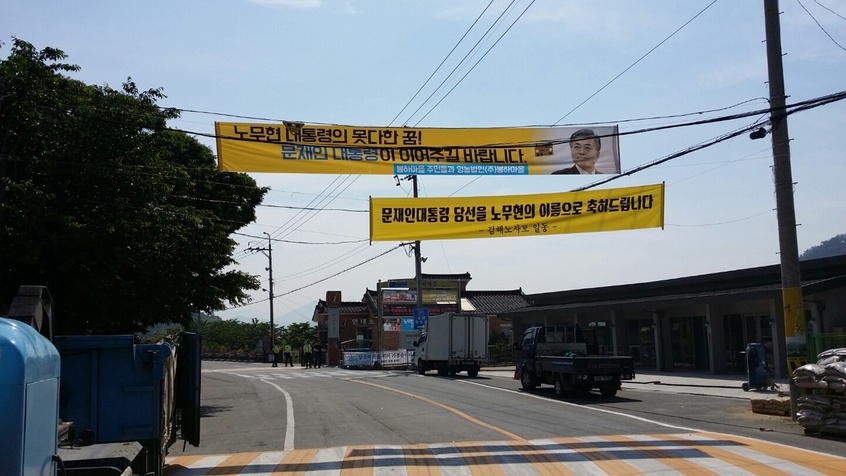 노무현 대통령의 못다한 꿈!
문재인 대통령이 이어주길 바랍니다.
봉하마을 주민들과 영농법인(주)봉하마을
문재인대통령 당선을 노무현의 이름으로 축하드립니다
- 김해노사모 일동 -